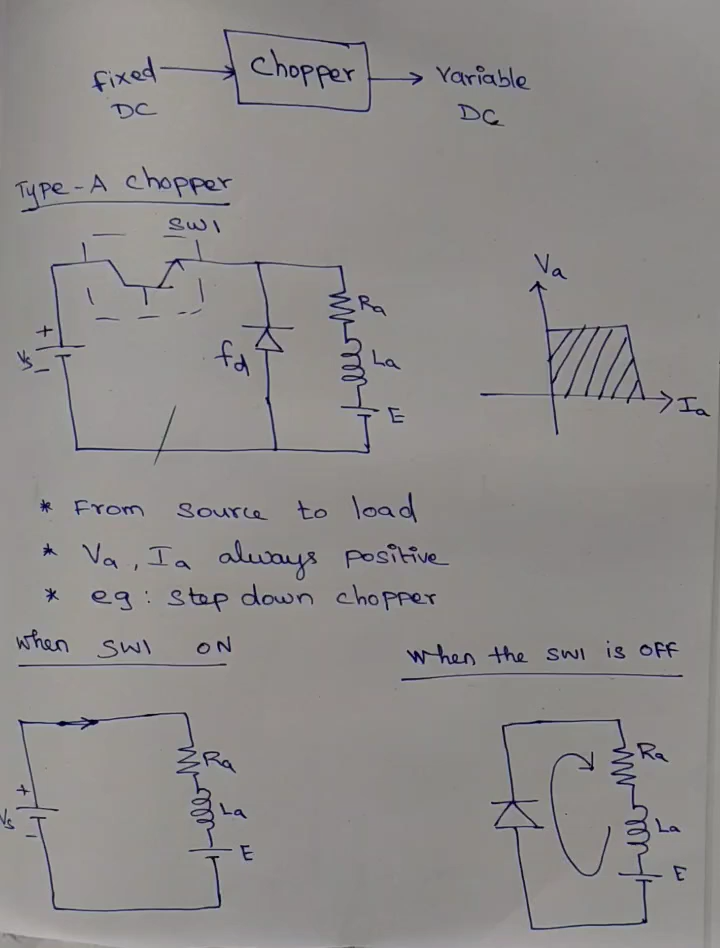 fixed DC
Chopper
variable DC
Type-A chopper
SW1
Va
Ia
+
Vs
-
fd
Ra
La
E
* From source to load
* Va, Ia always positive
* eg: step down chopper
when SW1 ON
When the SW1 is OFF
+
Vs
-
Ra
La
E
Ra
La
E